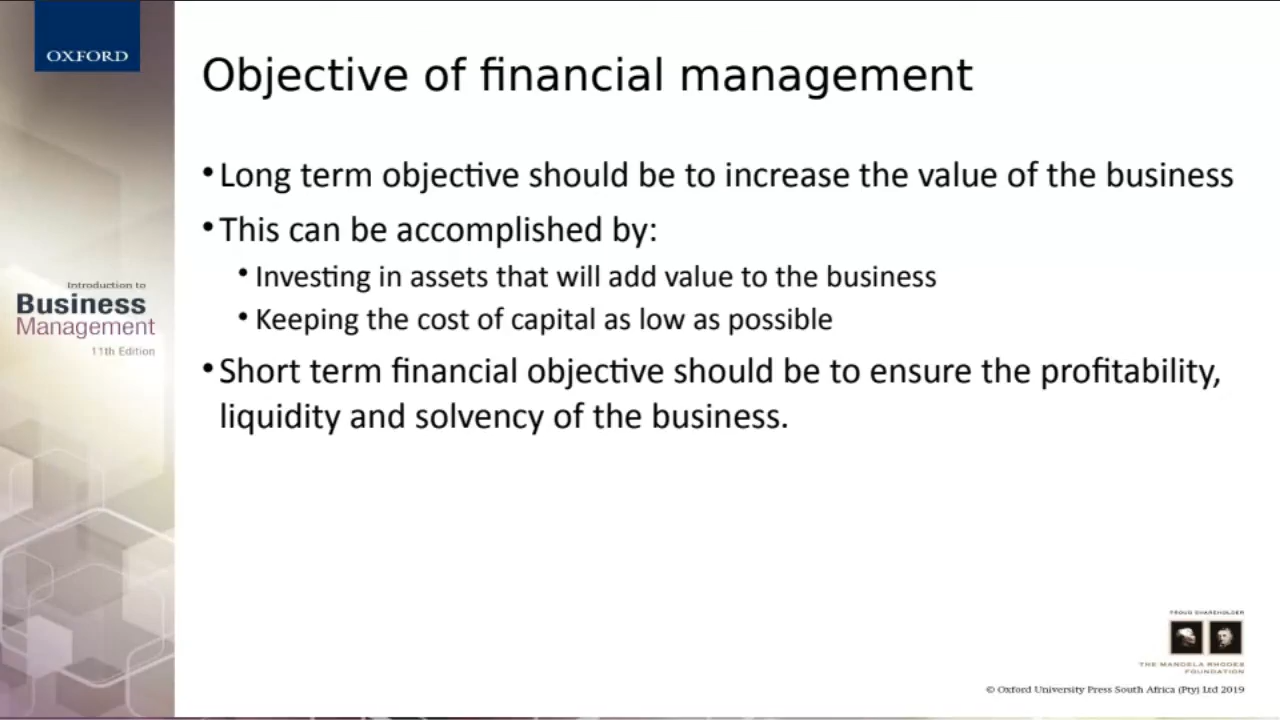 OXFORD
Objective of financial management
• Long term objective should be to increase the value of the business
• This can be accomplished by:
• Investing in assets that will add value to the business
• Keeping the cost of capital as low as possible
• Short term financial objective should be to ensure the profitability,
liquidity and solvency of the business.
Introduction to
Business
Management
11th Edition
PROUD SHAREHOLDER
THE MANDELA RHODES
FOUNDATION
© Oxford University Press South Africa (Pty) Ltd 2019